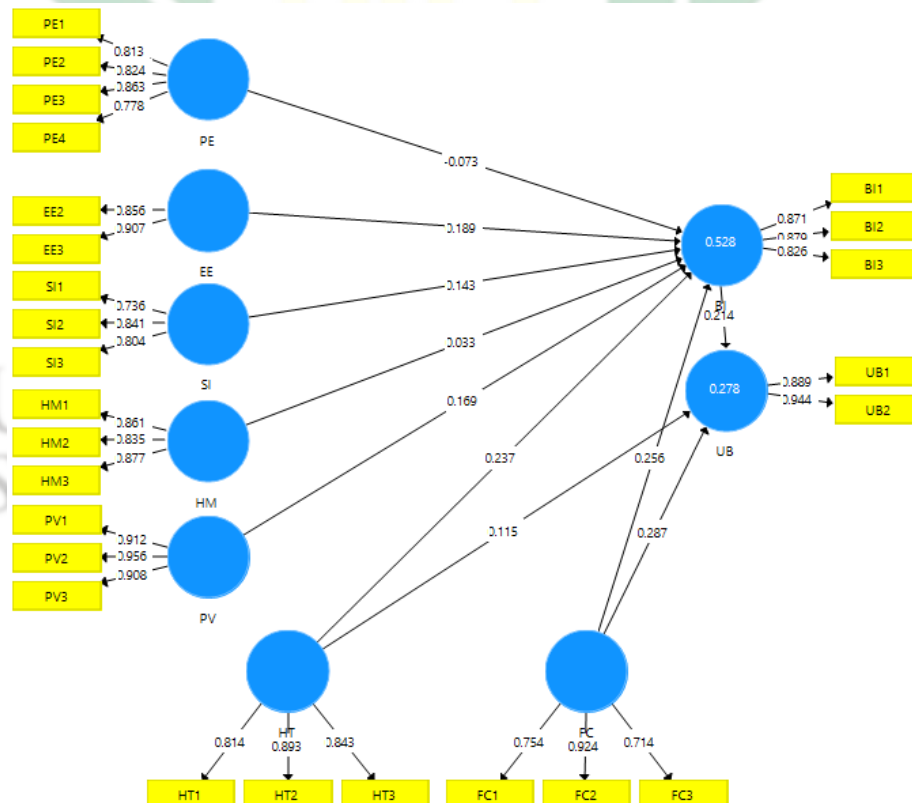 PE1
PE2
PE3
PE4
0.813
0.824
0.863
0.778
PE
-0.073
EE2
EE3
0.856
0.907
EE
0.189
SI1
SI2
SI3
0.736
0.841
0.804
SI
0.143
HM1
HM2
HM3
0.861
0.835
0.877
HM
0.033
PV1
PV2
PV3
0.912
0.956
0.908
PV
0.169
BI1
BI2
BI3
0.871
0.879
0.826
0.528
BI
0.214
UB1
UB2
0.889
0.944
0.278
UB
0.237
0.256
0.115
0.287
HT
0.814
0.893
0.843
HT1
HT2
HT3
FC
0.754
0.924
0.714
FC1
FC2
FC3